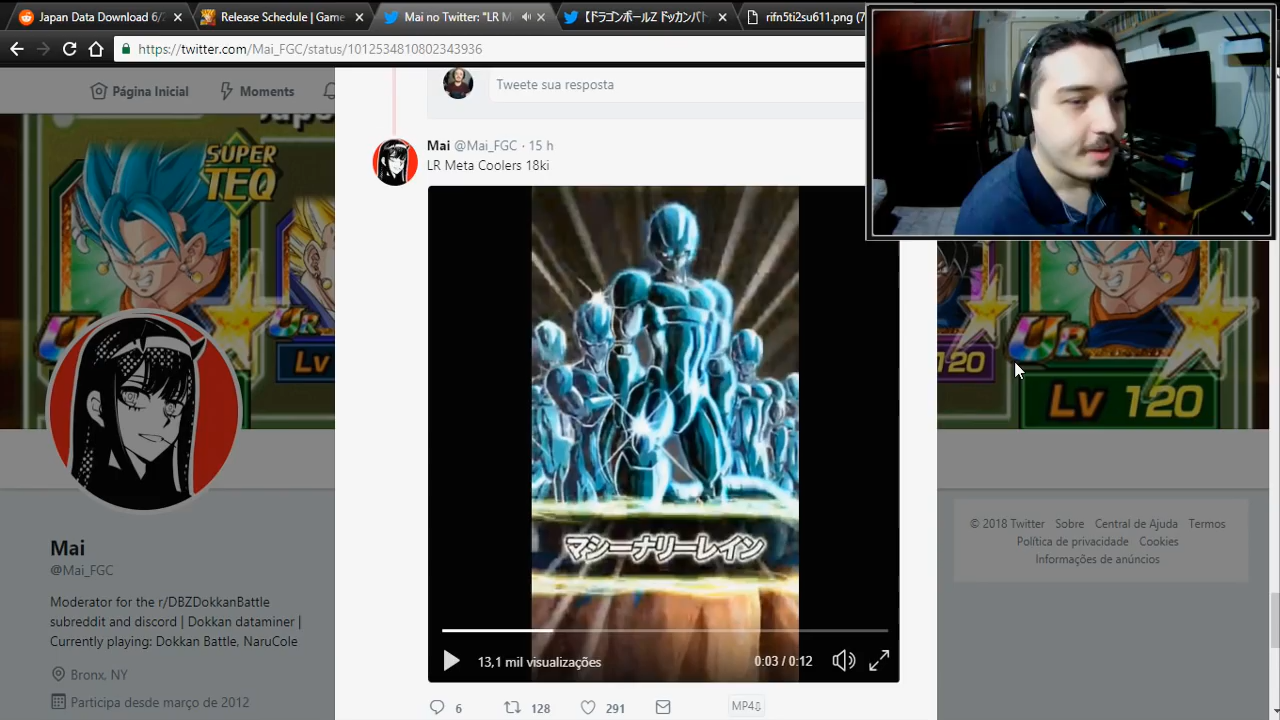 Japan Data Download 6/2
Release Schedule | Game
Mai no Twitter: "LR M
【ドラゴンボールZ ドッカンバト
rifn5ti2su611.png (7
https://twitter.com/Mai_FGC/status/1012534810802343936
Página Inicial
Moments
Tweete sua resposta
SUPER
TEQ
UR
Lv
Mai @Mai_FGC · 15 h
LR Meta Coolers 18ki
マシーナリーレイン
13,1 mil visualizações
0:03 / 0:12
6
128
291
MP4
120
UR
Lv 120
Mai
@Mai_FGC
Moderator for the r/DBZDokkanBattle
subreddit and discord | Dokkan dataminer |
Currently playing: Dokkan Battle, NaruCole
Bronx, NY
Participa desde março de 2012
© 2018 Twitter Sobre Central de Ajuda Termos
Política de privacidade Cookies
Informações de anúncios